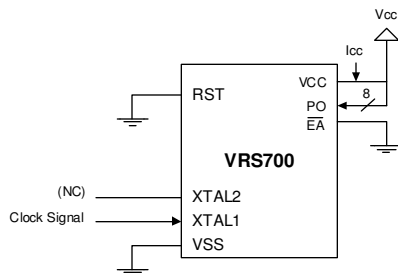 Vcc
Icc
VCC
8
RST
PO
EA
VRS700
(NC)
XTAL2
Clock Signal
XTAL1
VSS